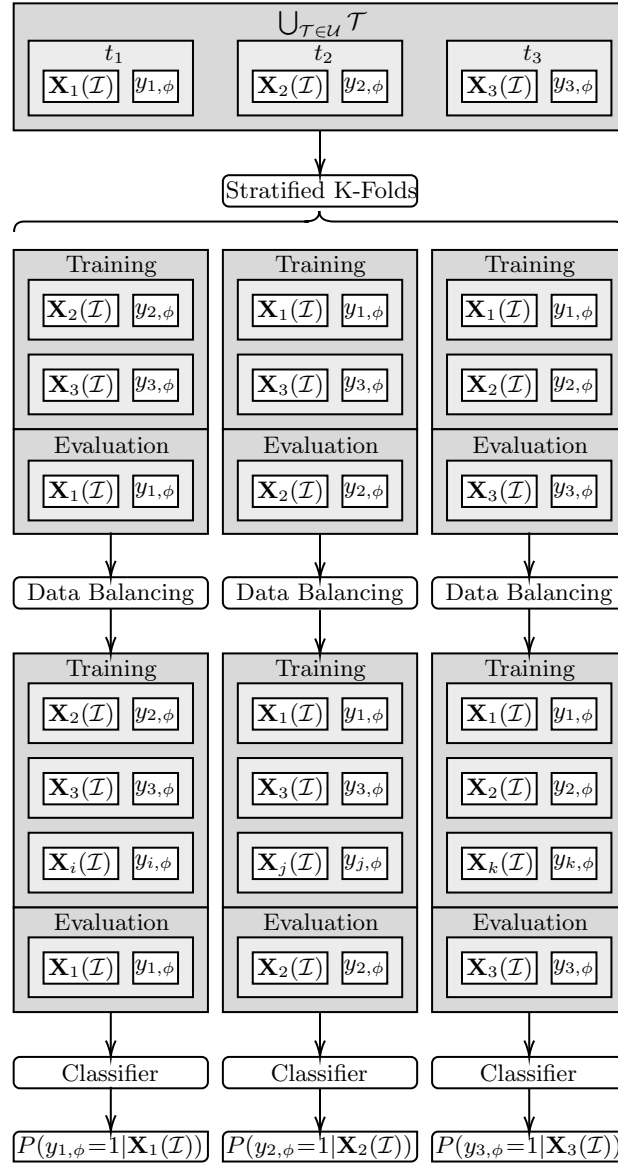 ⋃_{𝒯∈𝒰} 𝒯
t₁ t₂ t₃
𝐗₁(ℐ) y₁,ϕ 𝐗₂(ℐ) y₂,ϕ 𝐗₃(ℐ) y₃,ϕ
Stratified K-Folds
Training Training Training
𝐗₂(ℐ) y₂,ϕ 𝐗₁(ℐ) y₁,ϕ 𝐗₁(ℐ) y₁,ϕ
𝐗₃(ℐ) y₃,ϕ 𝐗₃(ℐ) y₃,ϕ 𝐗₂(ℐ) y₂,ϕ
Evaluation Evaluation Evaluation
𝐗₁(ℐ) y₁,ϕ 𝐗₂(ℐ) y₂,ϕ 𝐗₃(ℐ) y₃,ϕ
Data Balancing Data Balancing Data Balancing
Training Training Training
𝐗₂(ℐ) y₂,ϕ 𝐗₁(ℐ) y₁,ϕ 𝐗₁(ℐ) y₁,ϕ
𝐗₃(ℐ) y₃,ϕ 𝐗₃(ℐ) y₃,ϕ 𝐗₂(ℐ) y₂,ϕ
𝐗ᵢ(ℐ) yᵢ,ϕ 𝐗ⱼ(ℐ) yⱼ,ϕ 𝐗ₖ(ℐ) yₖ,ϕ
Evaluation Evaluation Evaluation
𝐗₁(ℐ) y₁,ϕ 𝐗₂(ℐ) y₂,ϕ 𝐗₃(ℐ) y₃,ϕ
Classifier Classifier Classifier
P(y₁,ϕ=1|𝐗₁(ℐ)) P(y₂,ϕ=1|𝐗₂(ℐ)) P(y₃,ϕ=1|𝐗₃(ℐ))